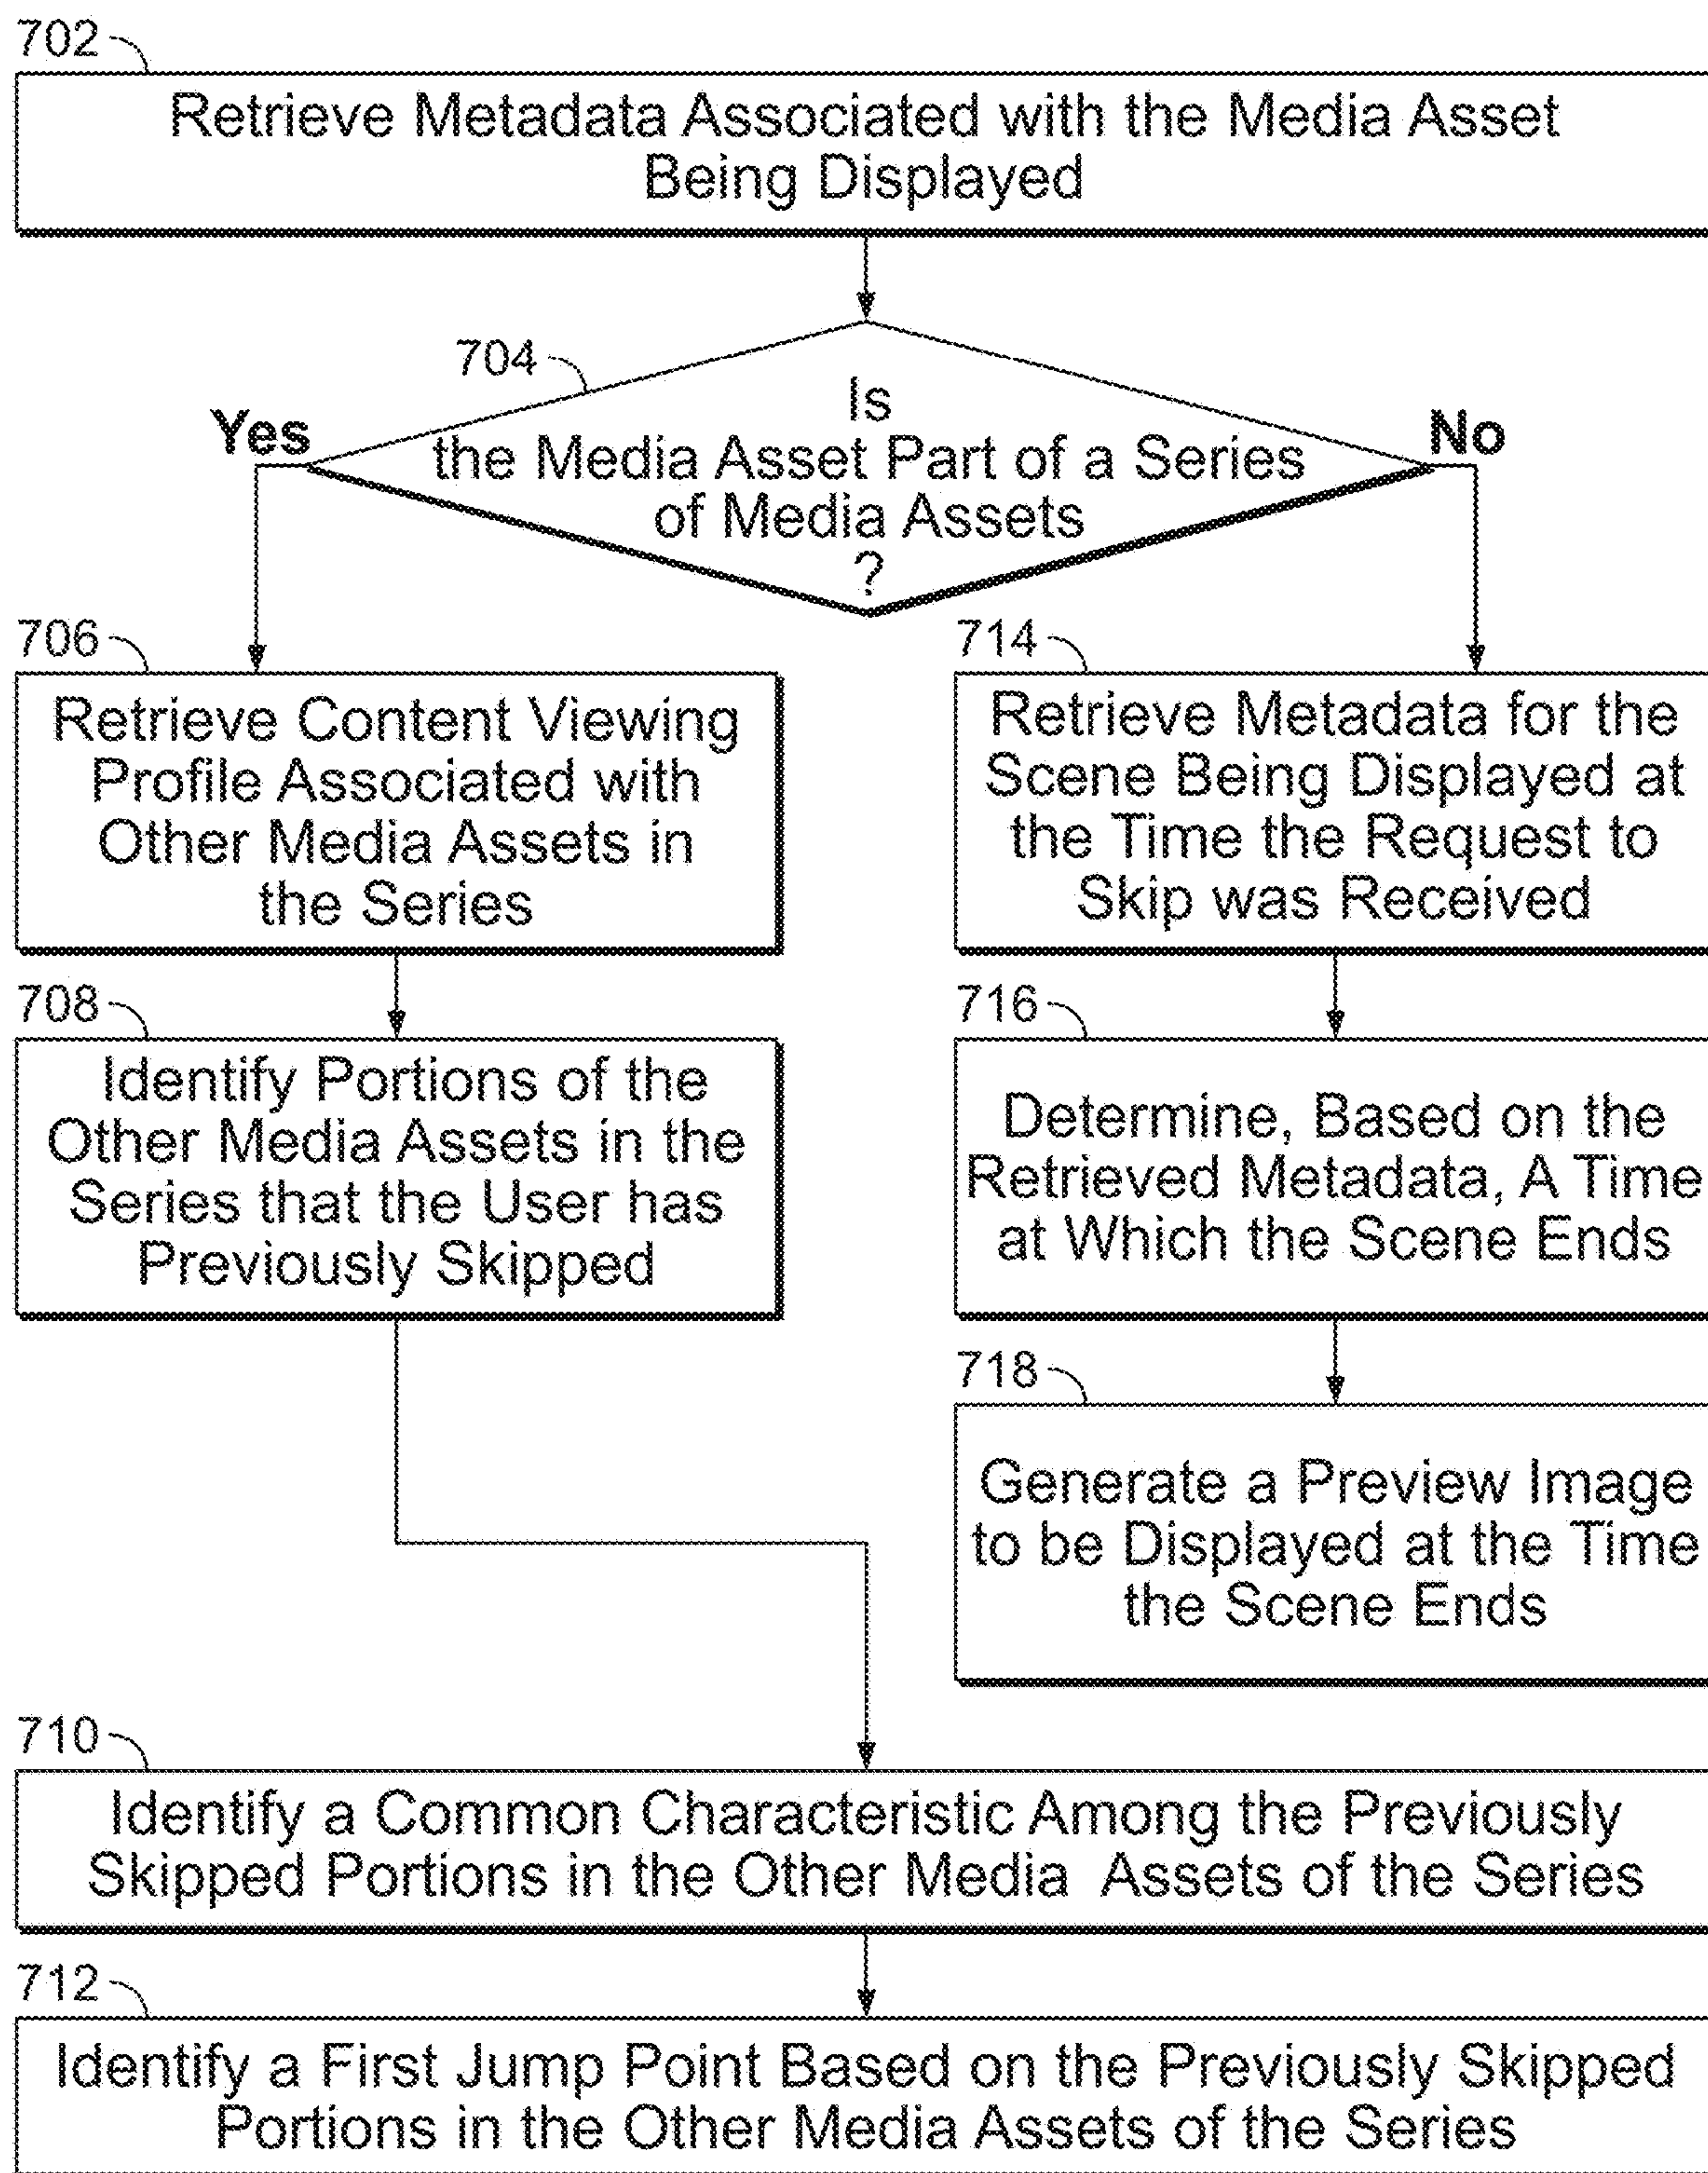 702
Retrieve Metadata Associated with the Media Asset
Being Displayed
704
Yes
No
Is
the Media Asset Part of a Series
of Media Assets
?
706
Retrieve Content Viewing
Profile Associated with
Other Media Assets in
the Series
708
Identify Portions of the
Other Media Assets in the
Series that the User has
Previously Skipped
714
Retrieve Metadata for the
Scene Being Displayed at
the Time the Request to
Skip was Received
716
Determine, Based on the
Retrieved Metadata, A Time
at Which the Scene Ends
718
Generate a Preview Image
to be Displayed at the Time
the Scene Ends
710
Identify a Common Characteristic Among the Previously
Skipped Portions in the Other Media Assets of the Series
712
Identify a First Jump Point Based on the Previously Skipped
Portions in the Other Media Assets of the Series